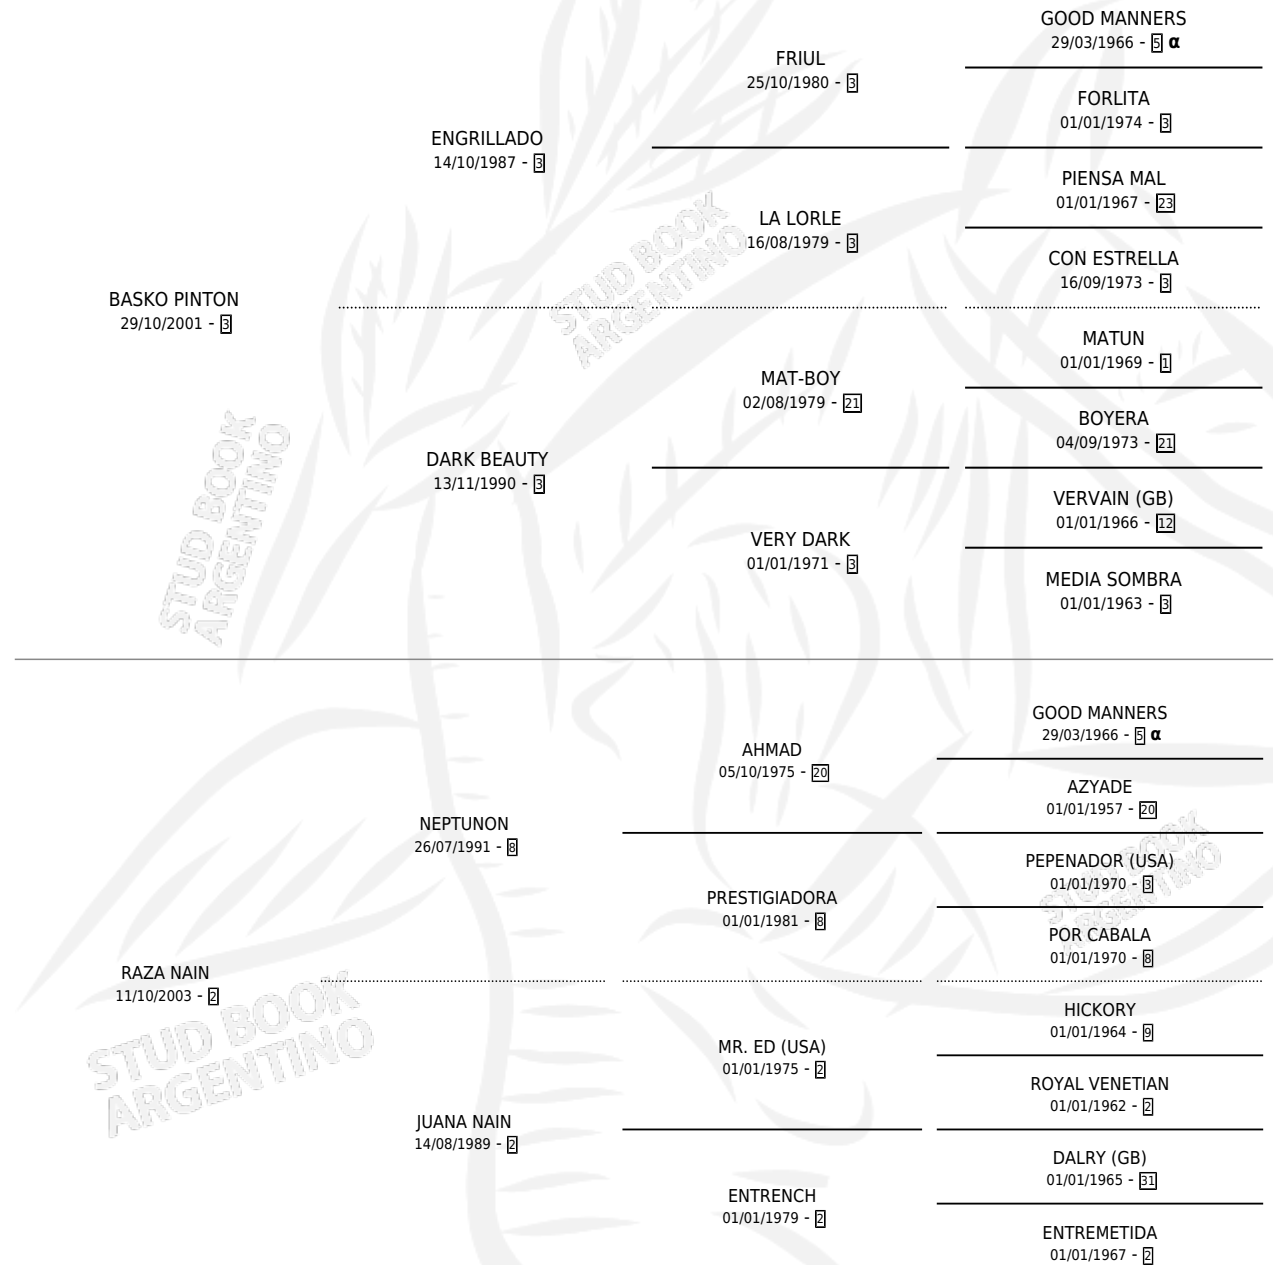 GOOD MANNERS
29/03/1966 - 5 α
FRIUL
25/10/1980 - 3
FORLITA
01/01/1974 - 3
ENGRILLADO
14/10/1987 - 3
PIENSA MAL
01/01/1967 - 23
LA LORLE
16/08/1979 - 3
CON ESTRELLA
16/09/1973 - 3
BASKO PINTON
29/10/2001 - 3
STUD BOOK
ARGENTINO
MATUN
01/01/1969 - 1
MAT-BOY
02/08/1979 - 21
BOYERA
04/09/1973 - 21
DARK BEAUTY
13/11/1990 - 3
STUD BOOK
ARGENTINO
VERVAIN (GB)
01/01/1966 - 12
VERY DARK
01/01/1971 - 3
MEDIA SOMBRA
01/01/1963 - 3
GOOD MANNERS
29/03/1966 - 5 α
AHMAD
05/10/1975 - 20
AZYADE
01/01/1957 - 20
NEPTUNON
26/07/1991 - 8
STUD BOOK
ARGENTINO
PEPENADOR (USA)
01/01/1970 - 3
PRESTIGIADORA
01/01/1981 - 8
POR CABALA
01/01/1970 - 8
RAZA NAIN
11/10/2003 - 2
STUD BOOK
ARGENTINO
HICKORY
01/01/1964 - 9
MR. ED (USA)
01/01/1975 - 2
ROYAL VENETIAN
01/01/1962 - 2
JUANA NAIN
14/08/1989 - 2
DALRY (GB)
01/01/1965 - 31
ENTRENCH
01/01/1979 - 2
ENTREMETIDA
01/01/1967 - 2